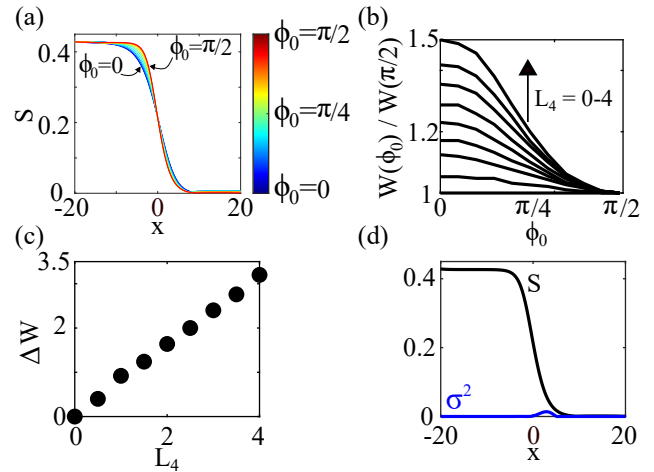 (a)
S
0.4
0.2
0
-20
0
20
x
ϕ₀=0
ϕ₀=π/2
ϕ₀=π/2
ϕ₀=π/4
ϕ₀=0
(b)
W(ϕ₀) / W(π/2)
1.5
1.2
1
L₄ = 0-4
0
π/4
π/2
ϕ₀
(c)
ΔW
3.5
2
0
0
2
4
L₄
(d)
0.4
0.2
0
S
σ²
-20
0
20
x